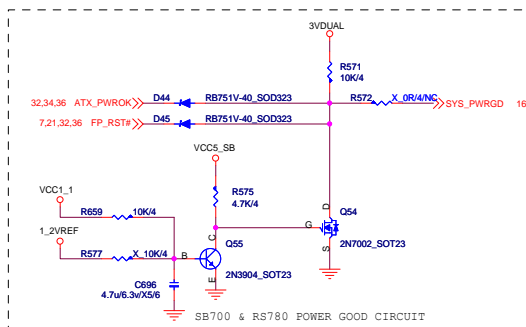 3VDUAL
R571
10K/4
32,34,36 ATX_PWROK D44 RB751V-40_SOD323 R572 X_0R/4/NC SYS_PWRGD 16
7,21,32,36 FP_RST# D45 RB751V-40_SOD323
VCC5_SB
R575
4.7K/4
VCC1_1
R659 10K/4
1_2VREF
R577 X_10K/4
D
G
S
Q54
2N7002_SOT23
C
B
E
Q55
2N3904_SOT23
C696
4.7u/6.3v/X5/6
SB700 & RS780 POWER GOOD CIRCUIT